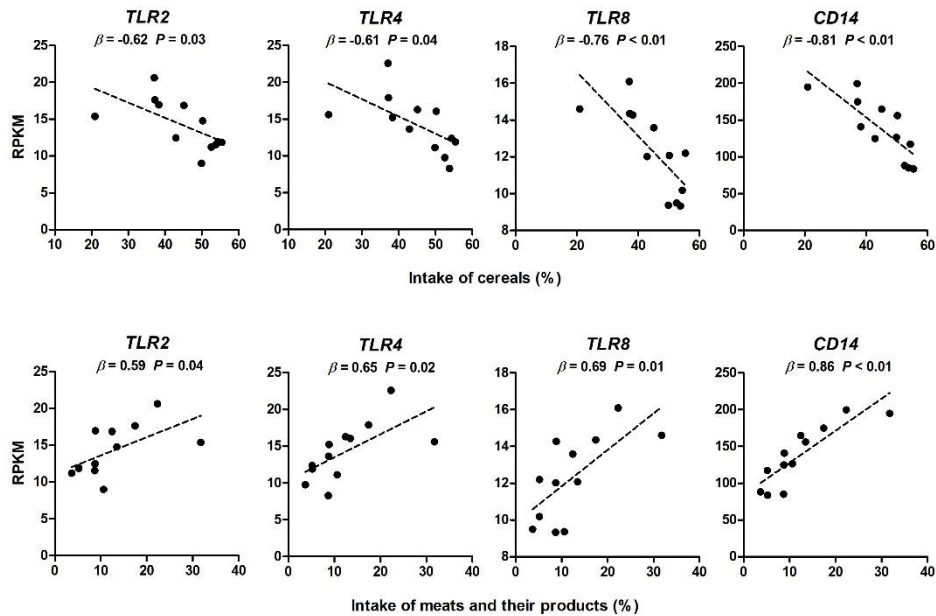 TLR2 TLR4 TLR8 CD14
β = -0.62 P = 0.03 β = -0.61 P = 0.04 β = -0.76 P < 0.01 β = -0.81 P < 0.01
25 25 18 250
20 20 16 200
15 15 14 150
10 10 12 100
5 5 10 50
0 0 8 0
RPKM
10 20 30 40 50 60 10 20 30 40 50 60 0 20 40 60 0 20 40 60
Intake of cereals (%)
TLR2 TLR4 TLR8 CD14
β = 0.59 P = 0.04 β = 0.65 P = 0.02 β = 0.69 P = 0.01 β = 0.86 P < 0.01
25 25 18 250
20 20 16 200
15 15 14 150
10 10 12 100
5 5 10 50
0 0 8 0
RPKM
0 10 20 30 40 0 10 20 30 40 0 10 20 30 40 0 10 20 30 40
Intake of meats and their products (%)